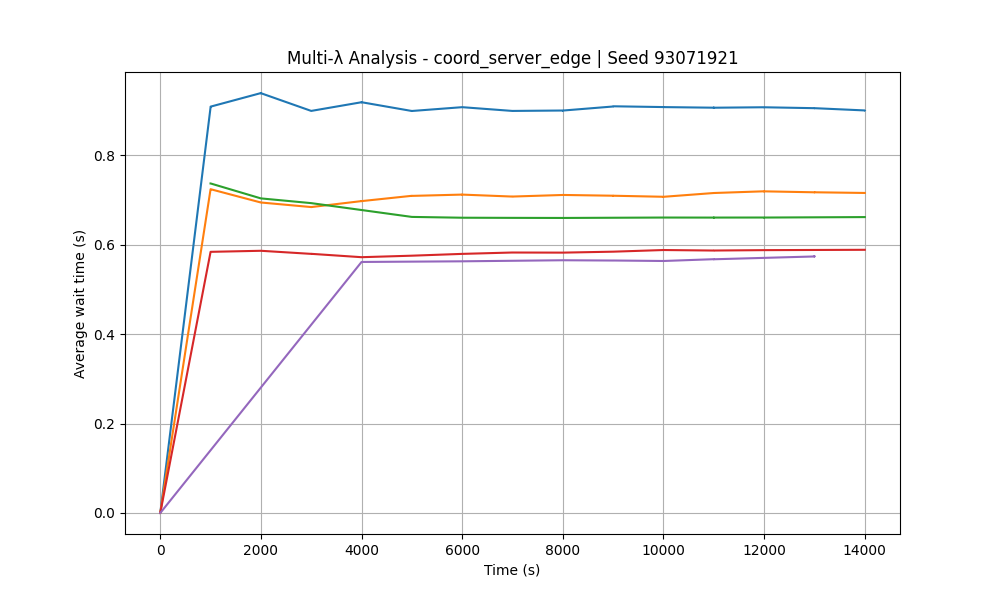 Multi-λ Analysis - coord_server_edge | Seed 93071921
Average wait time (s)
0.8
0.6
0.4
0.2
0.0
0 2000 4000 6000 8000 10000 12000 14000
Time (s)